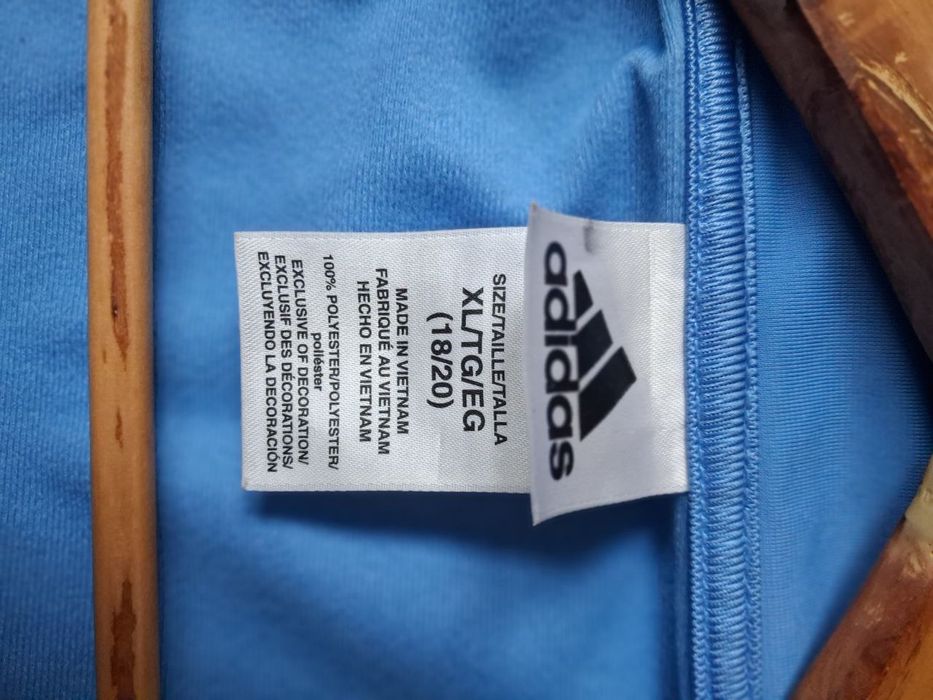 adidas
SIZE/TAILLE/TALLA
XL/TG/EG
(18/20)
MADE IN VIETNAM
FABRIQUÉ AU VIETNAM
HECHO EN VIETNAM
100% POLYESTER/POLYESTER/
poliéster
EXCLUSIVE OF DECORATION/
EXCLUSIF DES DÉCORATIONS/
EXCLUYENDO LA DECORACIÓN